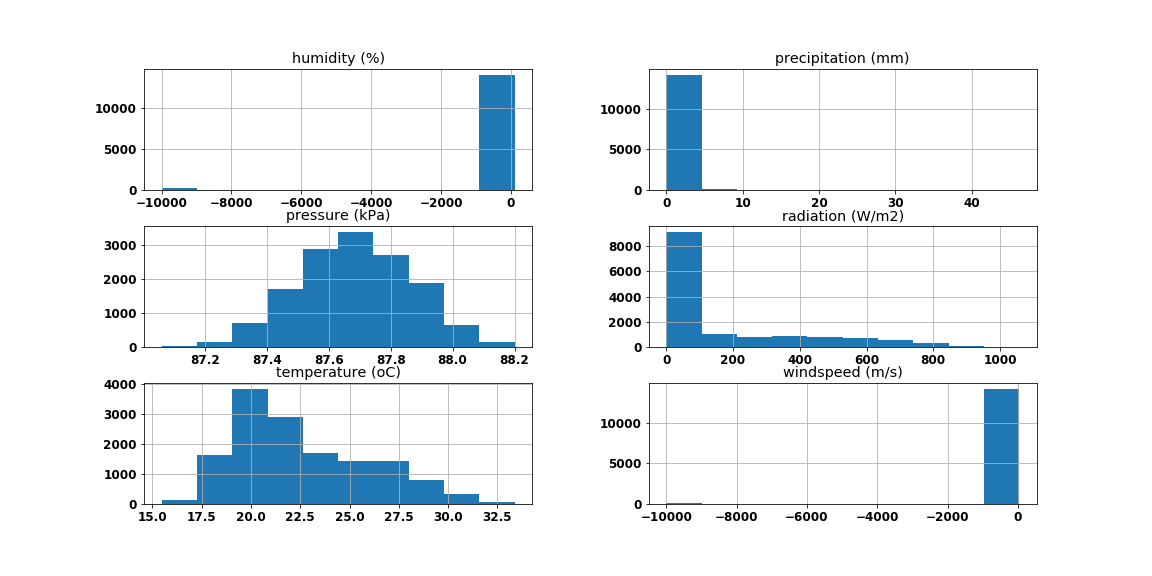 humidity (%)
10000
5000
0
−10000 −8000 −6000 −4000 −2000 0
precipitation (mm)
10000
5000
0
0 10 20 30 40
pressure (kPa)
3000
2000
1000
0
87.2 87.4 87.6 87.8 88.0 88.2
radiation (W/m2)
8000
6000
4000
2000
0
0 200 400 600 800 1000
temperature (oC)
4000
3000
2000
1000
0
15.0 17.5 20.0 22.5 25.0 27.5 30.0 32.5
windspeed (m/s)
10000
5000
0
−10000 −8000 −6000 −4000 −2000 0